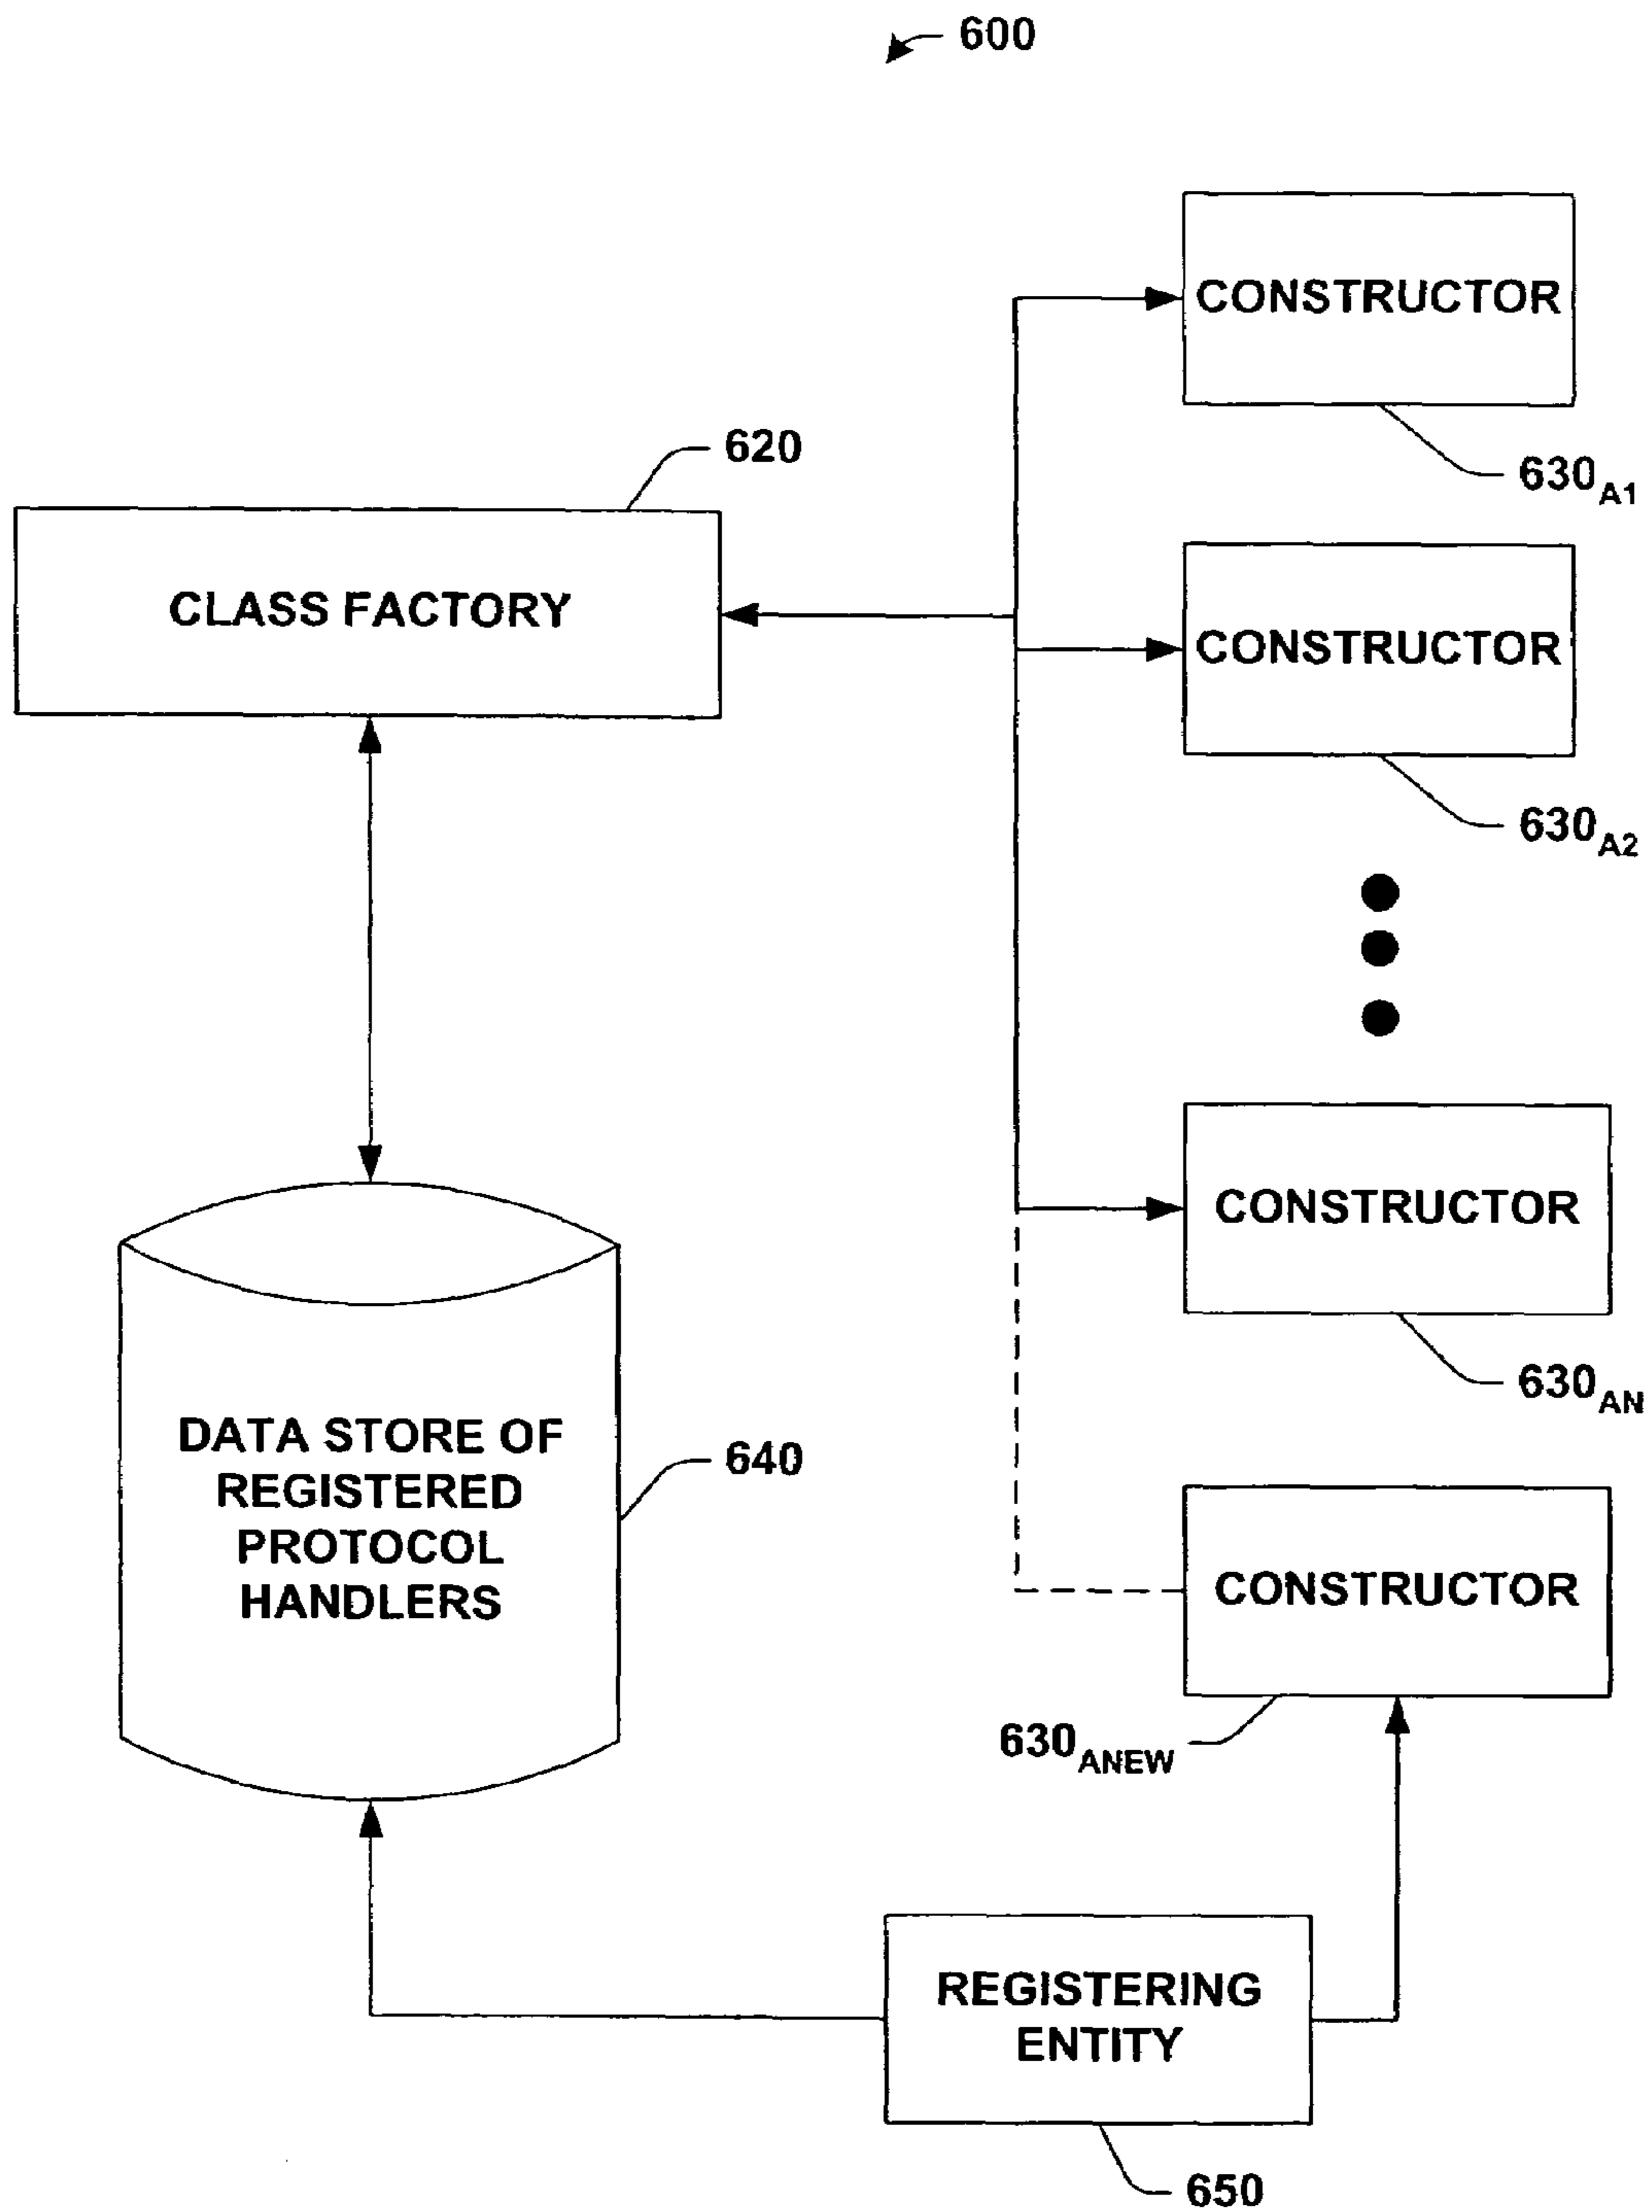 600
CONSTRUCTOR
630A1
620
CLASS FACTORY
CONSTRUCTOR
630A2
CONSTRUCTOR
630AN
DATA STORE OF
REGISTERED
PROTOCOL
HANDLERS
640
CONSTRUCTOR
630ANEW
REGISTERING
ENTITY
650